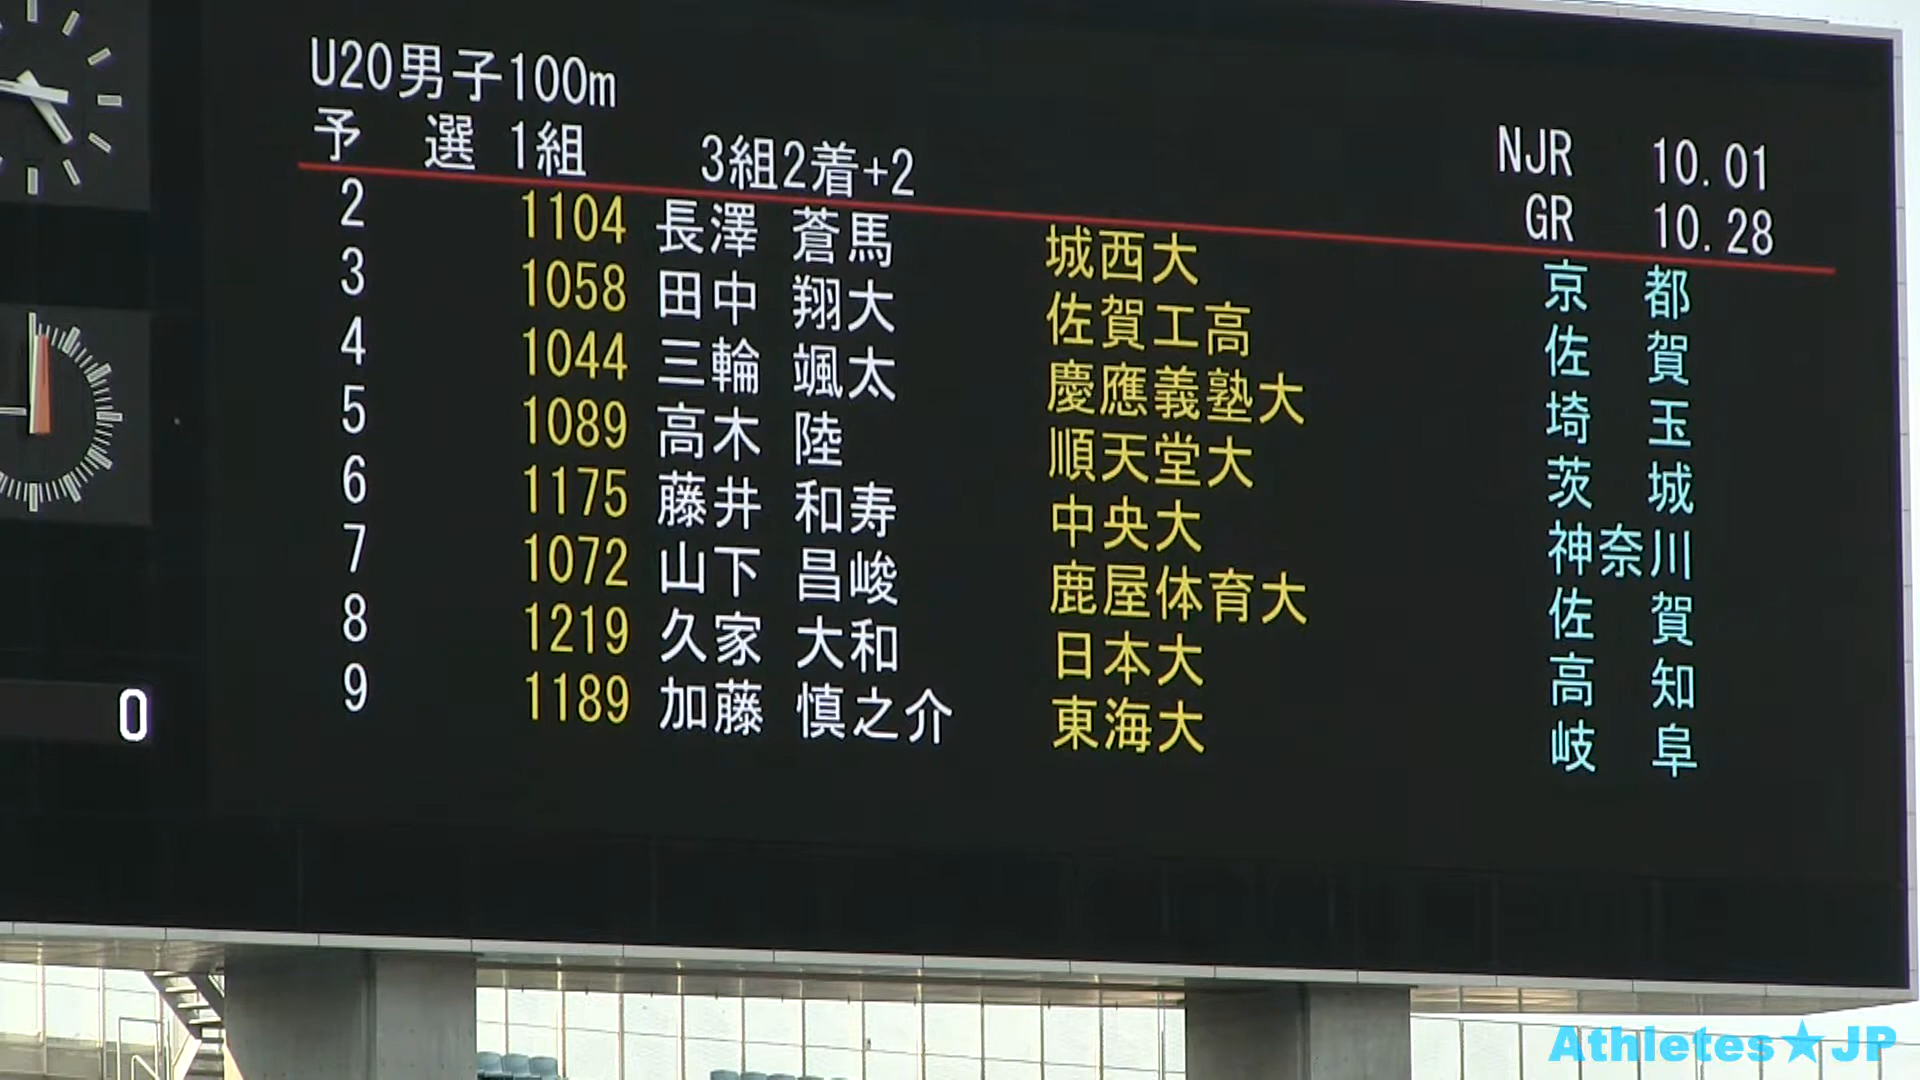 U20男子100m
予 選 1組 3組2着+2 NJR 10.01
GR 10.28
2 1104 長澤 蒼馬 城西大 京 都
3 1058 田中 翔大 佐賀工高 佐 賀
4 1044 三輪 颯太 慶應義塾大 埼 玉
5 1089 高木 陸 順天堂大 茨 城
6 1175 藤井 和寿 中央大 神奈川
7 1072 山下 昌峻 鹿屋体育大 佐 賀
8 1219 久家 大和 日本大 高 知
9 1189 加藤 慎之介 東海大 岐 阜
0
Athletes★JP